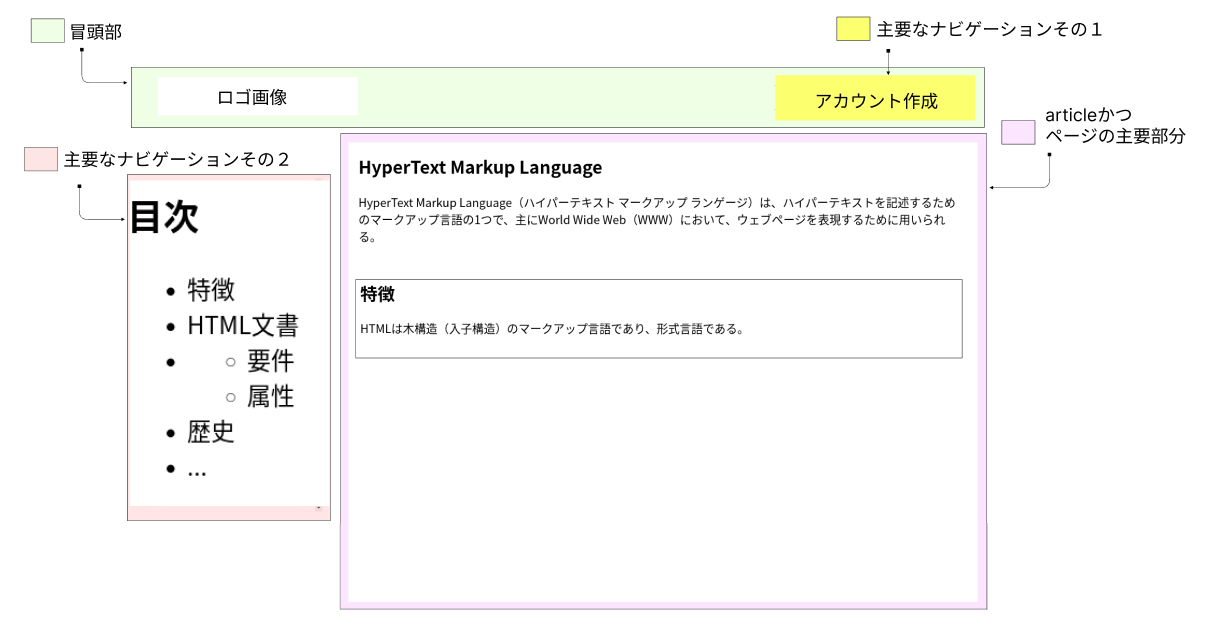 冒頭部
主要なナビゲーションその１
ロゴ画像
アカウント作成
articleかつ
ページの主要部分
主要なナビゲーションその２
目次
• 特徴
• HTML文書
• ○ 要件
○ 属性
• 歴史
• ...
HyperText Markup Language
HyperText Markup Language（ハイパーテキスト マークアップ ランゲージ）は、ハイパーテキストを記述するため
のマークアップ言語の1つで、主にWorld Wide Web（WWW）において、ウェブページを表現するために用いられ
る。
特徴
HTMLは木構造（入子構造）のマークアップ言語であり、形式言語である。